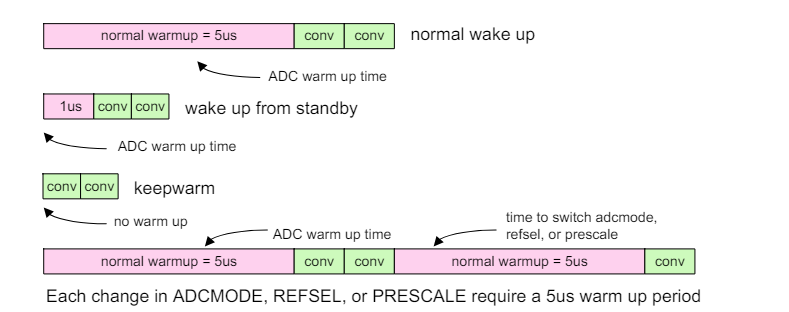 normal warmup = 5us conv conv normal wake up
ADC warm up time
1us conv conv wake up from standby
ADC warm up time
conv conv keepwarm
no warm up
ADC warm up time
time to switch adcmode,
refsel, or prescale
normal warmup = 5us conv conv normal warmup = 5us conv
Each change in ADCMODE, REFSEL, or PRESCALE require a 5us warm up period